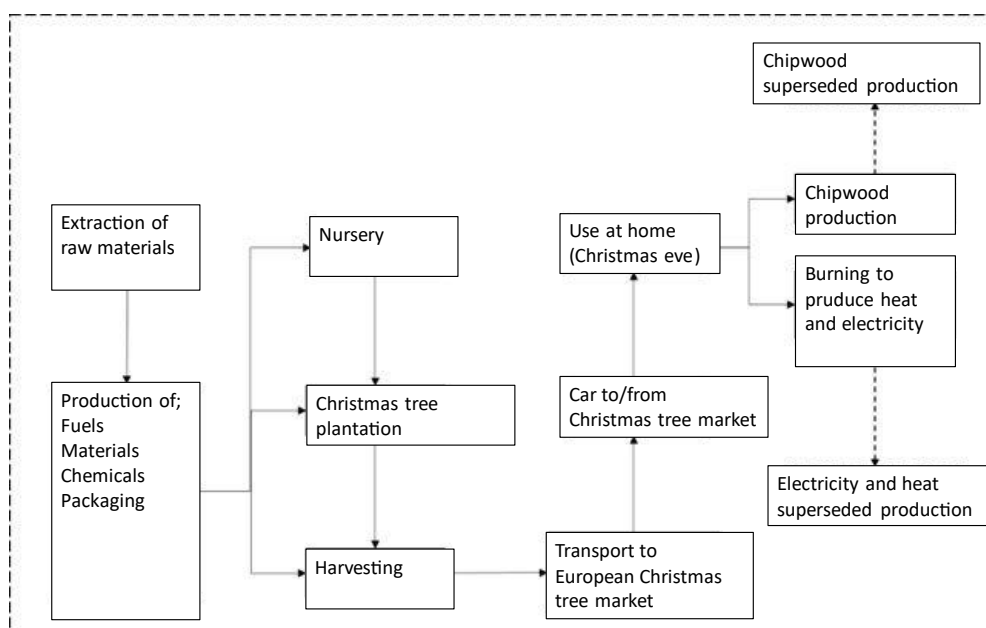 Extraction of
raw materials
Production of;
Fuels
Materials
Chemicals
Packaging
Nursery
Christmas tree
plantation
Harvesting
Transport to
European Christmas
tree market
Car to/from
Christmas tree market
Use at home
(Christmas eve)
Chipwood
production
Chipwood
superseded production
Burning to
pruduce heat
and electricity
Electricity and heat
superseded production